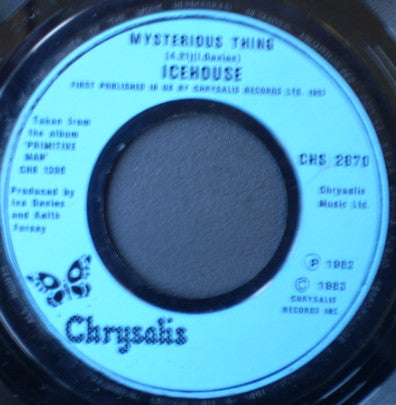 MYSTERIOUS THING
(4.21)(I.Davies)
ICEHOUSE
FIRST PUBLISHED IN UK BY CHRYSALIS RECORDS LTD. 1982
Taken from
the album
'PRIMITIVE
MAN'
CHR 1390
CHS 2670
Produced by
Iva Davies
and Keith
Forsey
Chrysalis
Music Ltd.
Ⓟ 1982
© 1983
CHRYSALIS
RECORDS INC
Chrysalis